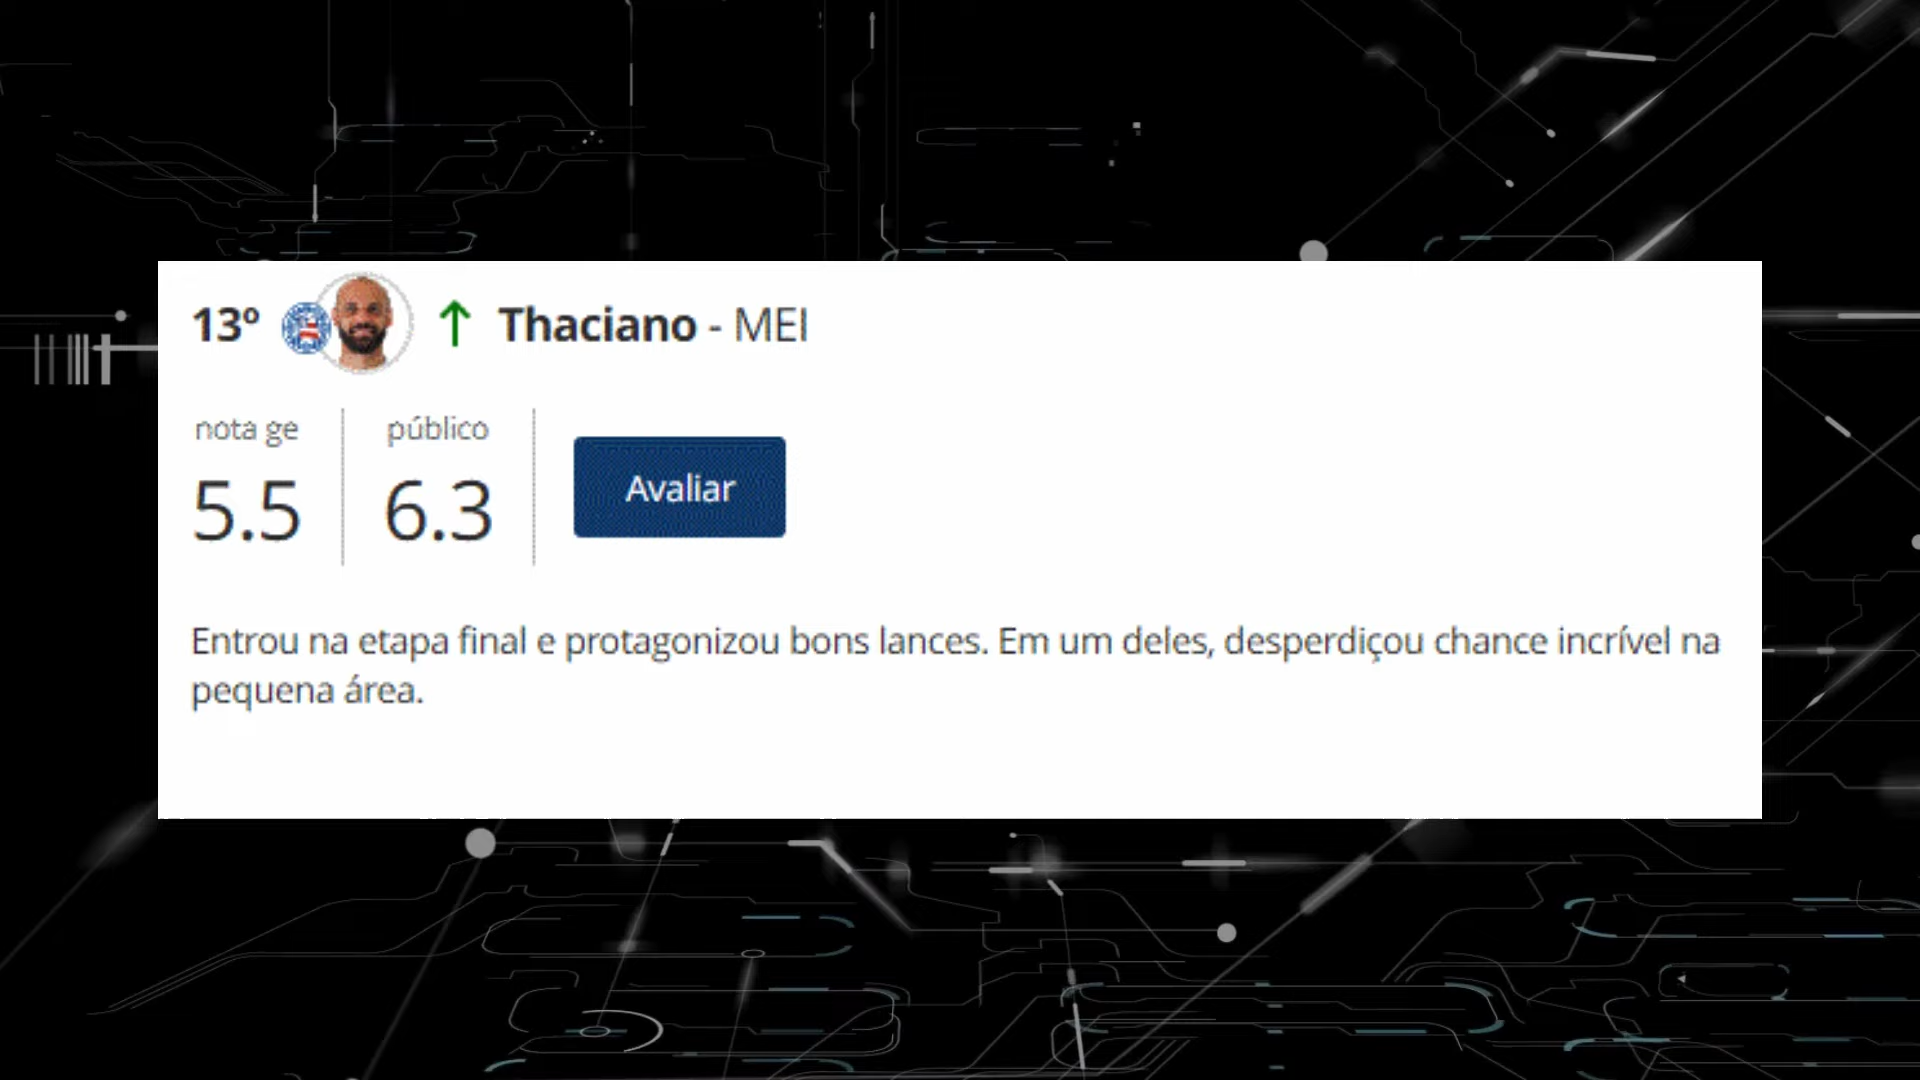 13º Thaciano - MEI
nota ge público
5.5 6.3 Avaliar
Entrou na etapa final e protagonizou bons lances. Em um deles, desperdiçou chance incrível na
pequena área.